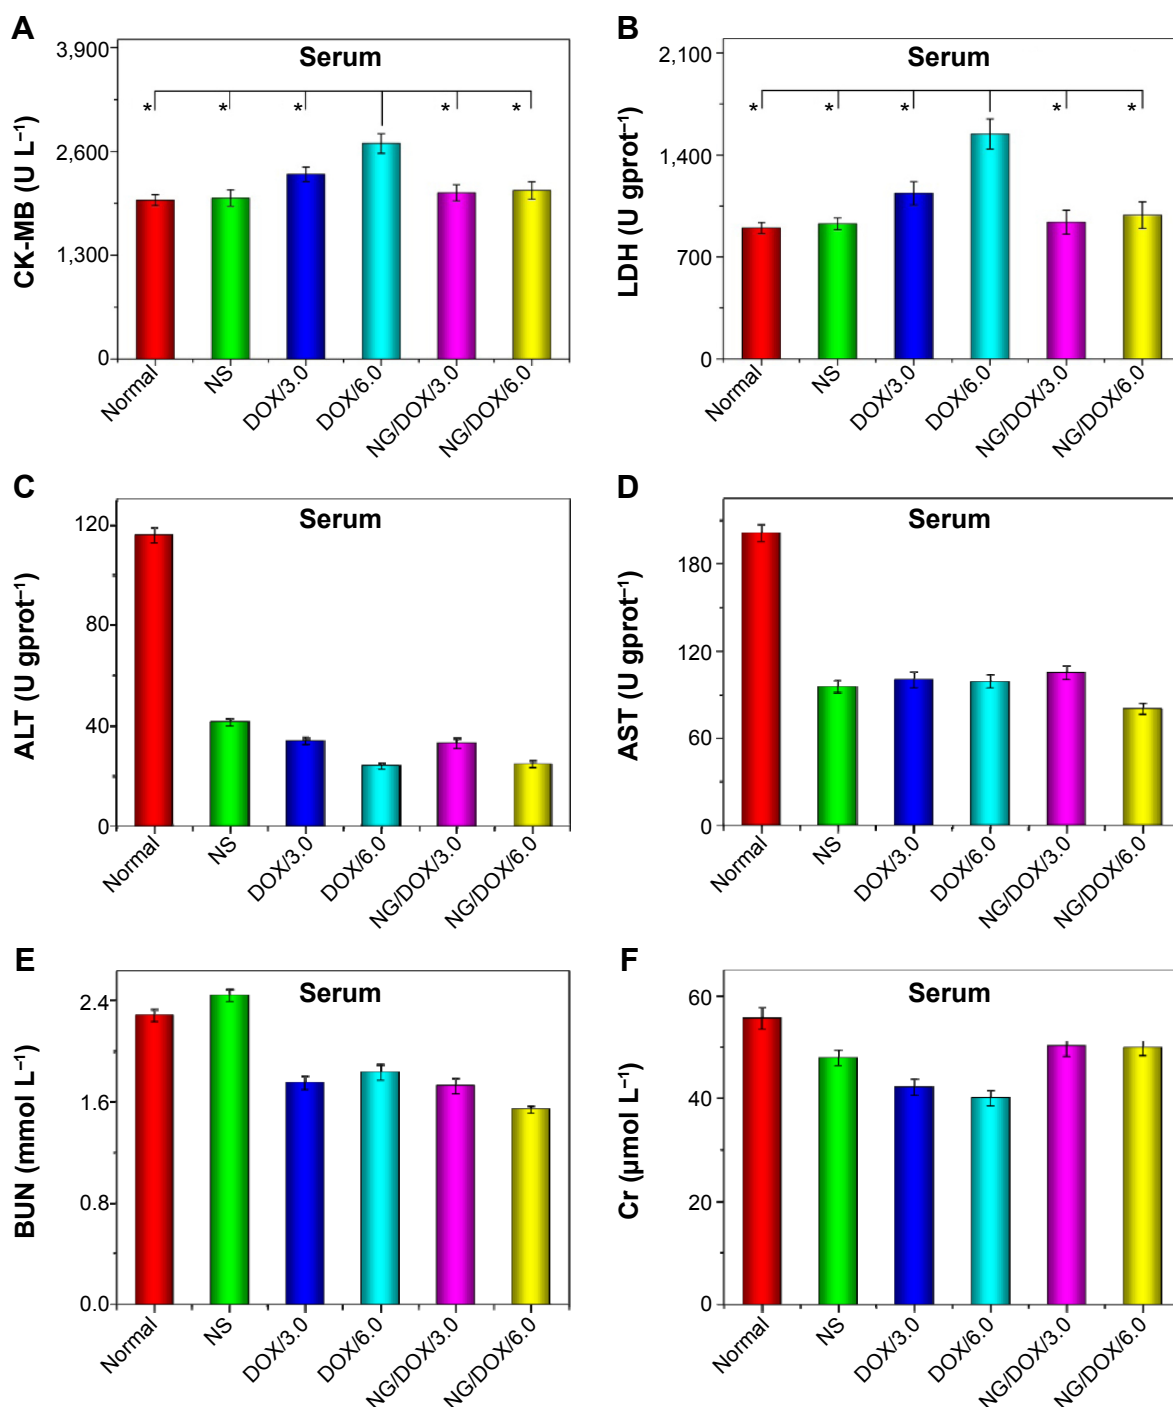 A
Serum
CK-MB (U L⁻¹)
3,900
2,600
1,300
0
* * * * *
Normal
NS
DOX/3.0
DOX/6.0
NG/DOX/3.0
NG/DOX/6.0
B
Serum
LDH (U gprot⁻¹)
2,100
1,400
700
0
* * * * *
Normal
NS
DOX/3.0
DOX/6.0
NG/DOX/3.0
NG/DOX/6.0
C
Serum
ALT (U gprot⁻¹)
120
80
40
0
Normal
NS
DOX/3.0
DOX/6.0
NG/DOX/3.0
NG/DOX/6.0
D
Serum
AST (U gprot⁻¹)
180
120
60
0
Normal
NS
DOX/3.0
DOX/6.0
NG/DOX/3.0
NG/DOX/6.0
E
Serum
BUN (mmol L⁻¹)
2.4
1.6
0.8
0.0
Normal
NS
DOX/3.0
DOX/6.0
NG/DOX/3.0
NG/DOX/6.0
F
Serum
Cr (µmol L⁻¹)
60
40
20
0
Normal
NS
DOX/3.0
DOX/6.0
NG/DOX/3.0
NG/DOX/6.0